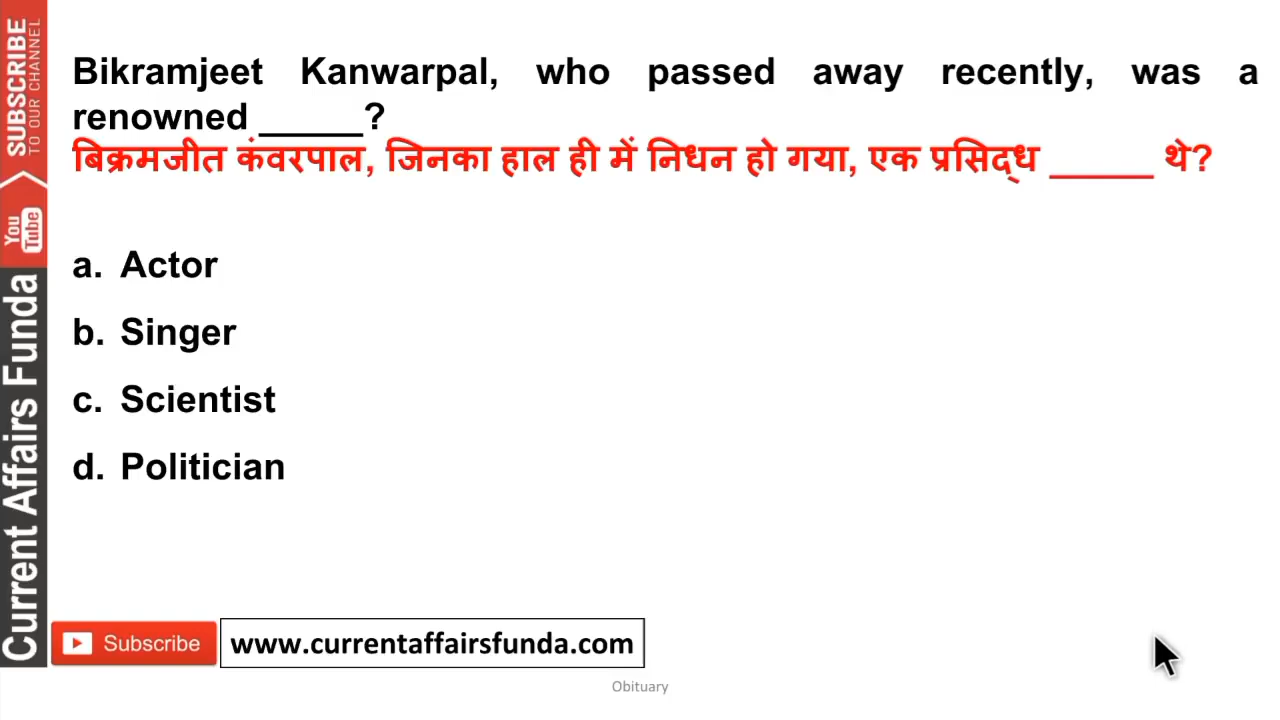 SUBSCRIBE
TO OUR CHANNEL
You
Tube
Current Affairs Funda
Bikramjeet Kanwarpal, who passed away recently, was a
renowned _____?
बिक्रमजीत कंवरपाल, जिनका हाल ही में निधन हो गया, एक प्रसिद्ध _____ थे?
a. Actor
b. Singer
c. Scientist
d. Politician
Subscribe
www.currentaffairsfunda.com
Obituary